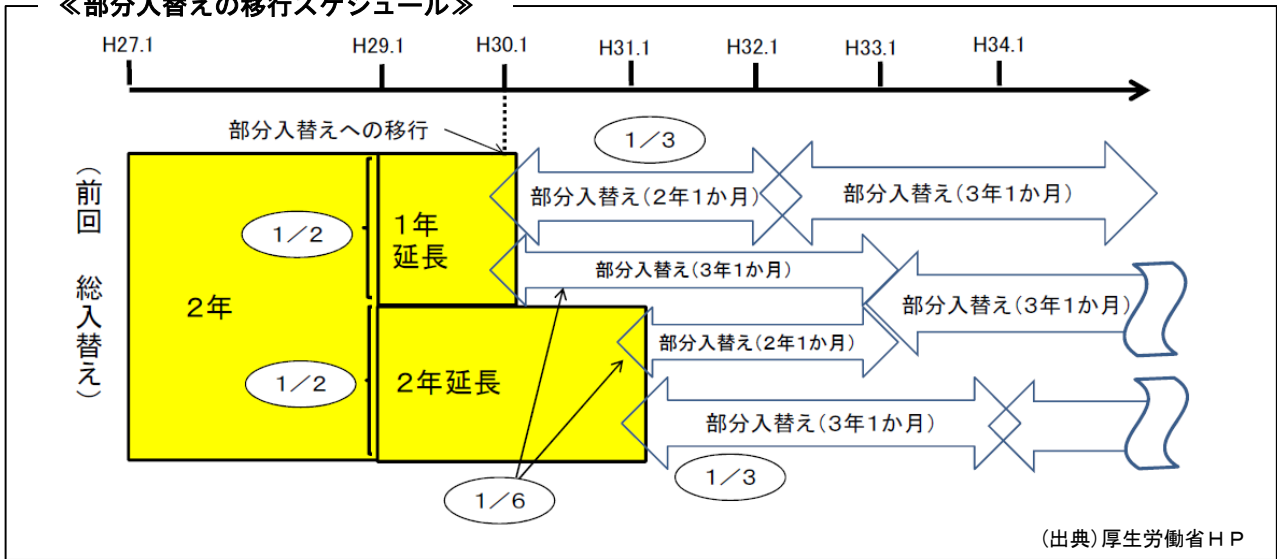 ≪部分入替えの移行スケジュール≫
H27.1 H29.1 H30.1 H31.1 H32.1 H33.1 H34.1
部分入替えへの移行
1/3
(前回 総入替え)
2年
1/2
1年
延長
部分入替え(2年1か月)
部分入替え(3年1か月)
部分入替え(3年1か月)
部分入替え(3年1か月)
1/2
2年延長
部分入替え(2年1か月)
部分入替え(3年1か月)
1/6
1/3
(出典)厚生労働省HP